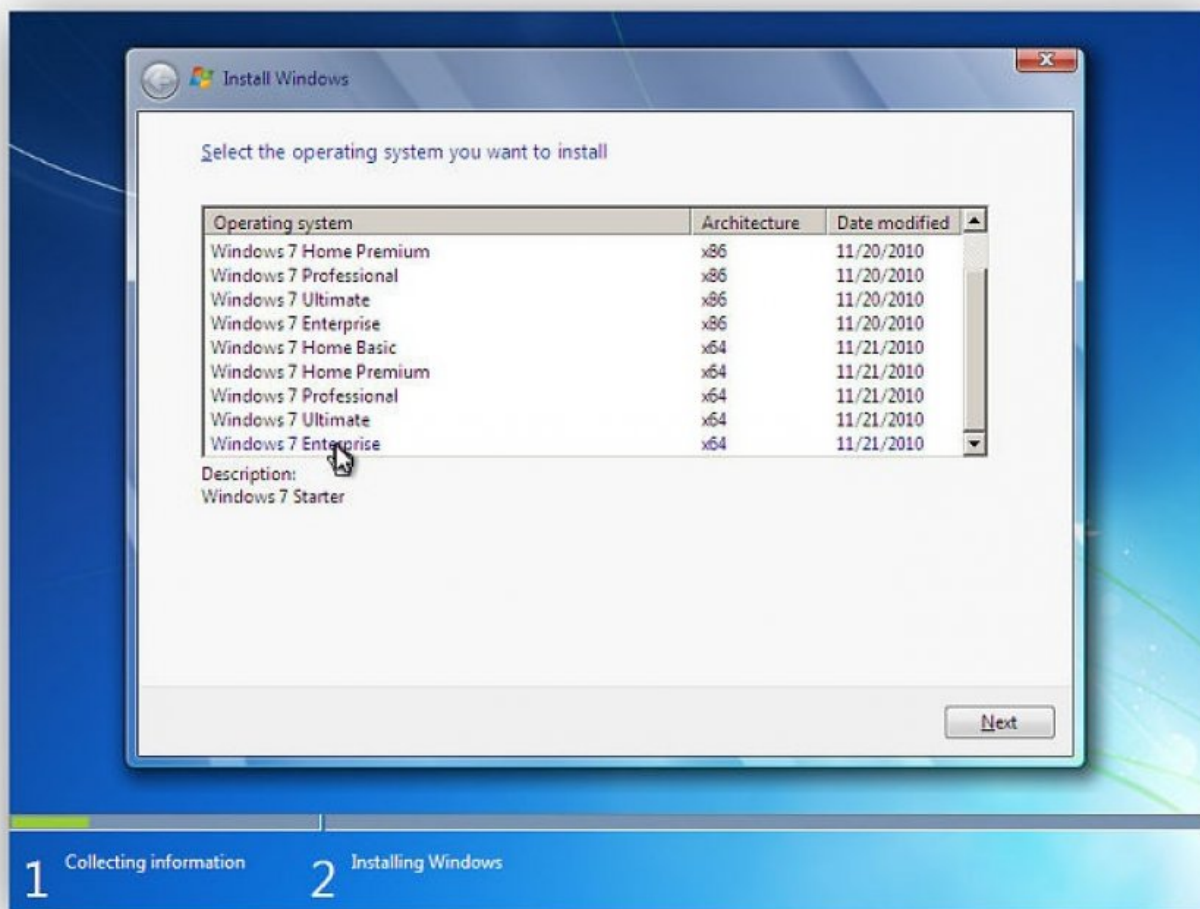 Install Windows
Select the operating system you want to install
Operating system Architecture Date modified
Windows 7 Home Premium x86 11/20/2010
Windows 7 Professional x86 11/20/2010
Windows 7 Ultimate x86 11/20/2010
Windows 7 Enterprise x86 11/20/2010
Windows 7 Home Basic x64 11/21/2010
Windows 7 Home Premium x64 11/21/2010
Windows 7 Professional x64 11/21/2010
Windows 7 Ultimate x64 11/21/2010
Windows 7 Enterprise x64 11/21/2010
Description:
Windows 7 Starter
Next
1 Collecting information 2 Installing Windows